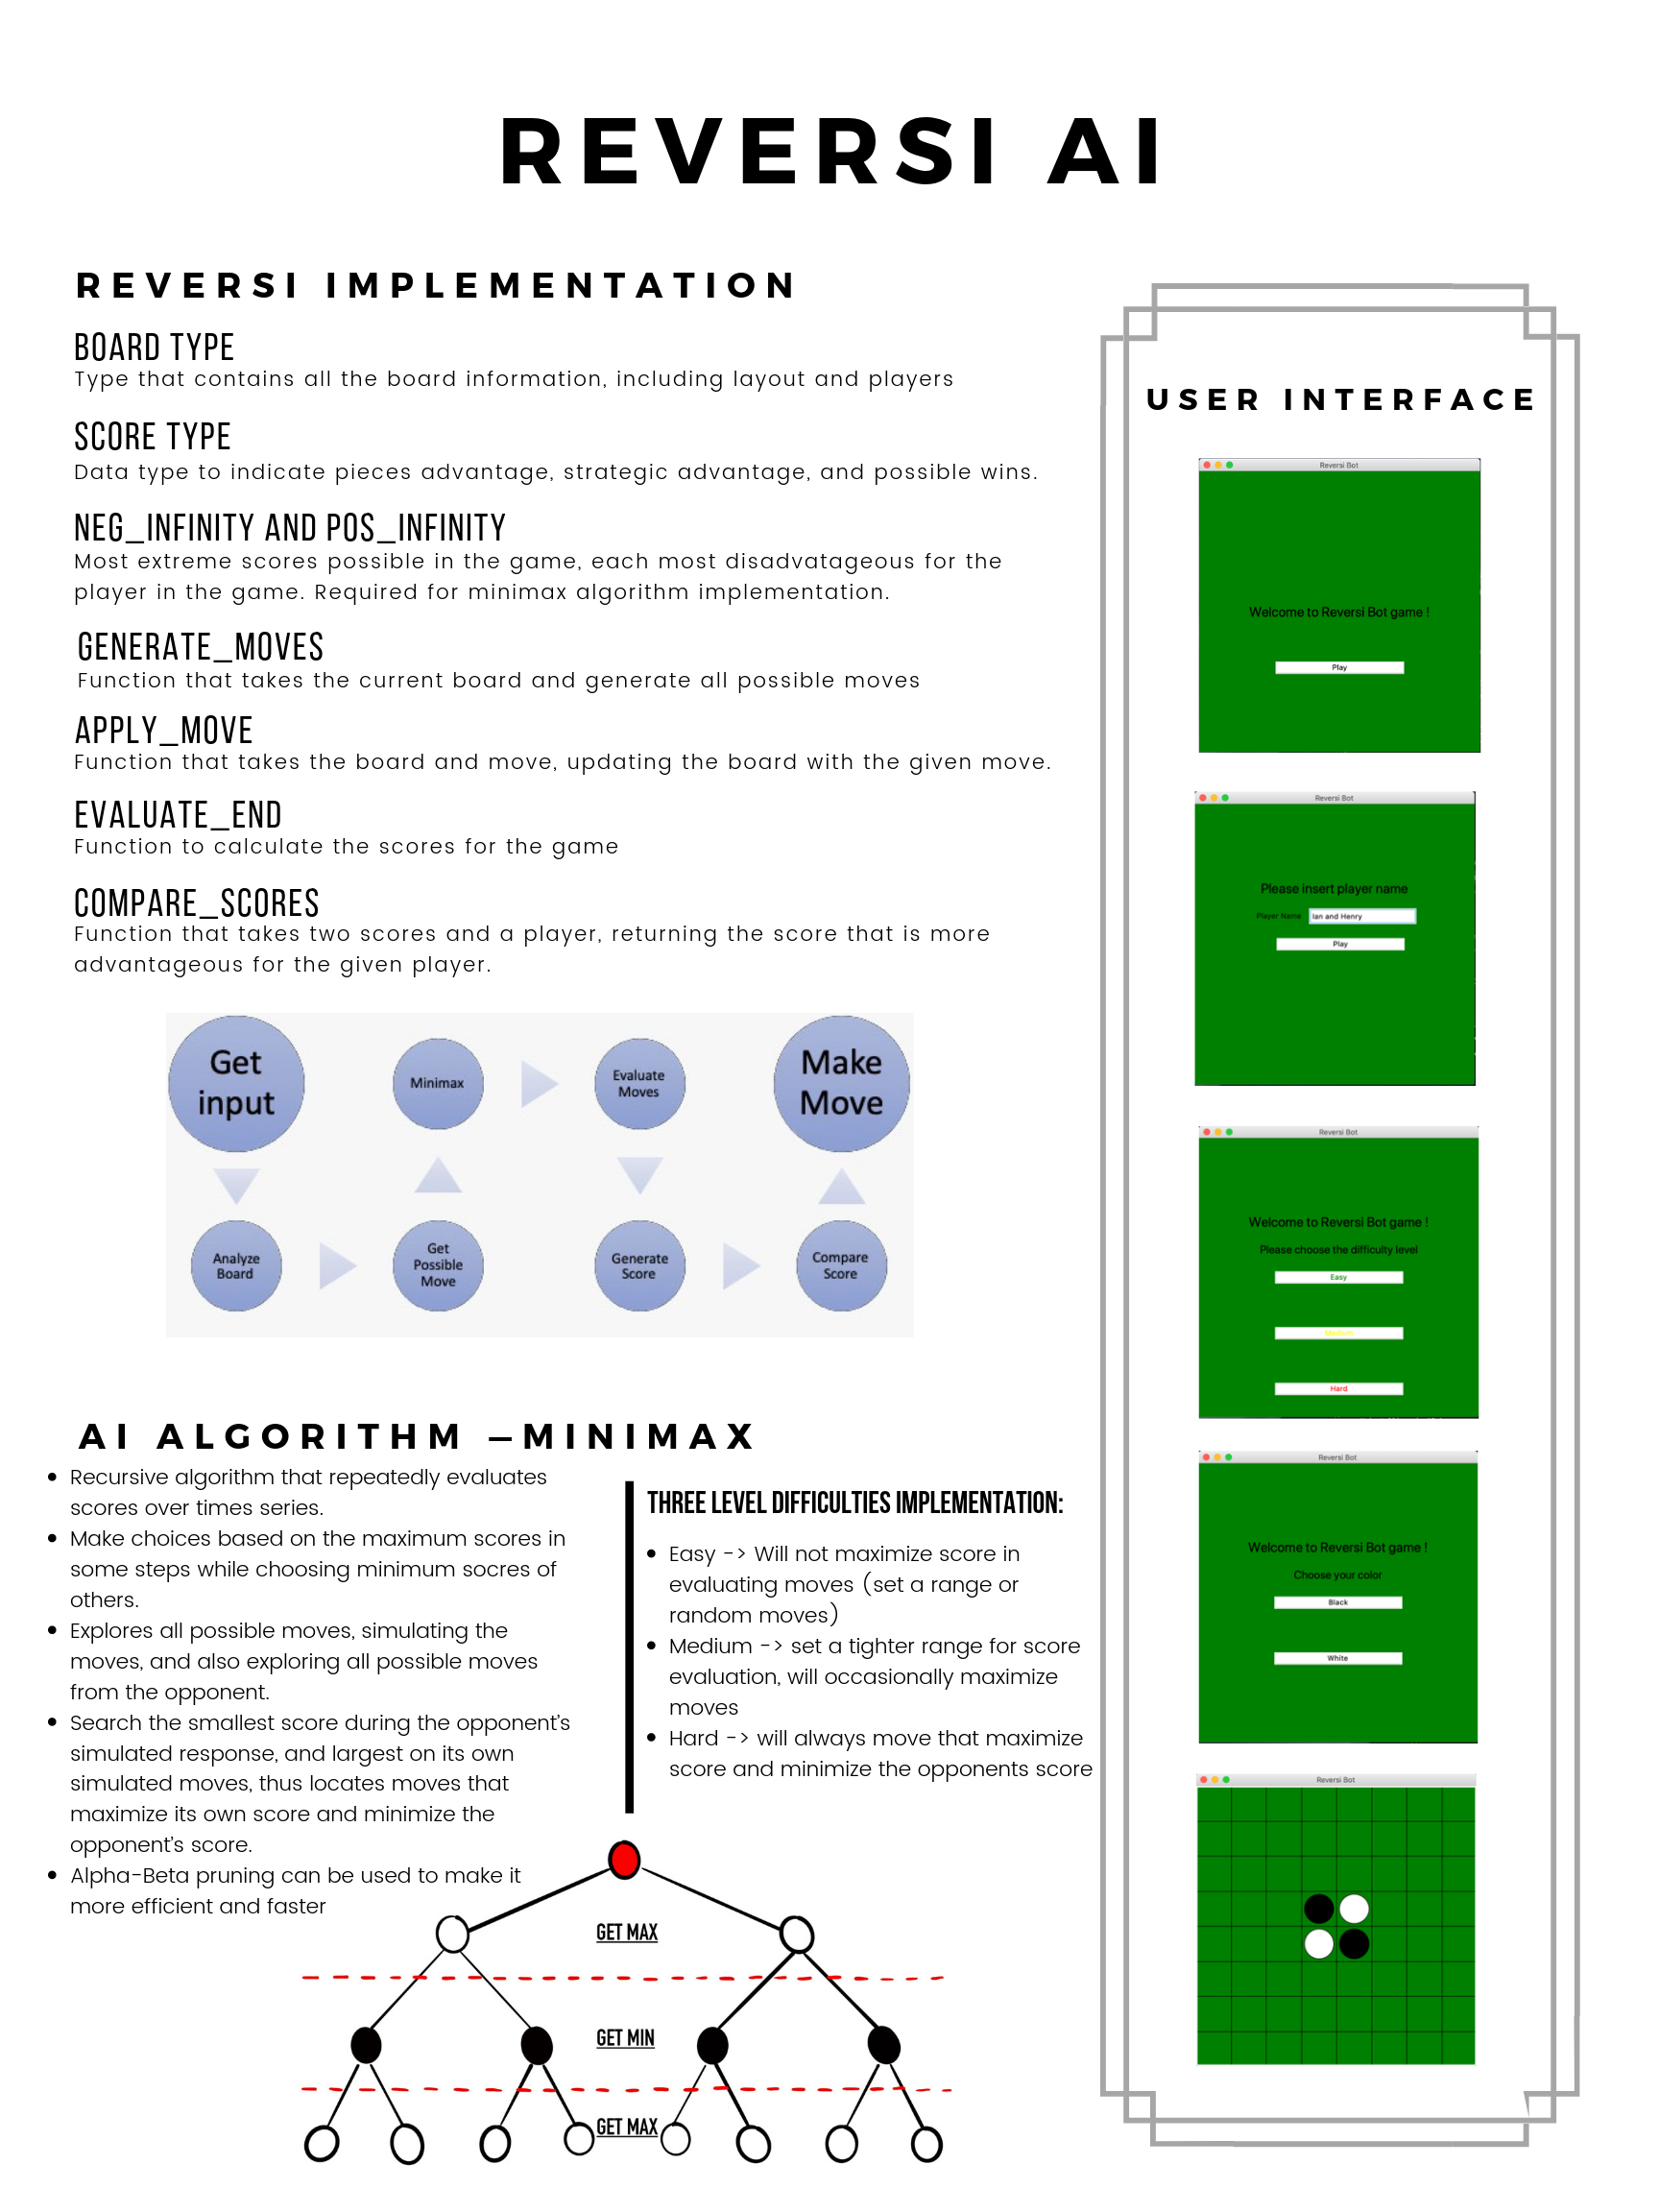 REVERSI AI
REVERSI IMPLEMENTATION
BOARD TYPE
Type that contains all the board information, including layout and players
SCORE TYPE
Data type to indicate pieces advantage, strategic advantage, and possible wins.
NEG_INFINITY AND POS_INFINITY
Most extreme scores possible in the game, each most disadvatageous for the
player in the game. Required for minimax algorithm implementation.
GENERATE_MOVES
Function that takes the current board and generate all possible moves
APPLY_MOVE
Function that takes the board and move, updating the board with the given move.
EVALUATE_END
Function to calculate the scores for the game
COMPARE_SCORES
Function that takes two scores and a player, returning the score that is more
advantageous for the given player.
Get
input
Minimax
Evaluate
Moves
Make
Move
Analyze
Board
Get
Possible
Move
Generate
Score
Compare
Score
AI ALGORITHM —MINIMAX
Recursive algorithm that repeatedly evaluates
scores over times series.
Make choices based on the maximum scores in
some steps while choosing minimum socres of
others.
Explores all possible moves, simulating the
moves, and also exploring all possible moves
from the opponent.
Search the smallest score during the opponent's
simulated response, and largest on its own
simulated moves, thus locates moves that
maximize its own score and minimize the
opponent's score.
Alpha-Beta pruning can be used to make it
more efficient and faster
THREE LEVEL DIFFICULTIES IMPLEMENTATION:
Easy -> Will not maximize score in
evaluating moves (set a range or
random moves)
Medium -> set a tighter range for score
evaluation, will occasionally maximize
moves
Hard -> will always move that maximize
score and minimize the opponents score
GET MAX
GET MIN
GET MAX
USER INTERFACE
Reversi Bot
Welcome to Reversi Bot game !
Play
Reversi Bot
Please insert player name
Player Name Ian and Henry
Play
Reversi Bot
Welcome to Reversi Bot game !
Please choose the difficulty level
Easy
Medium
Hard
Reversi Bot
Welcome to Reversi Bot game !
Choose your color
Black
White
Reversi Bot